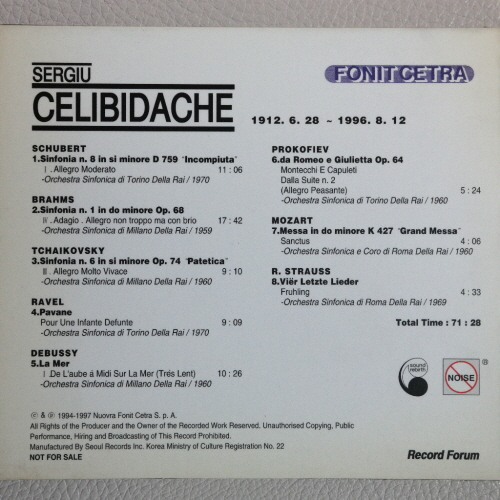 SERGIU
CELIBIDACHE
FONIT CETRA
1912. 6. 28 ~ 1996. 8. 12
SCHUBERT
1.Sinfonia n. 8 in si minore D 759 "Incompiuta"
Ⅰ. Allegro Moderato 11 : 06
-Orchestra Sinfonica di Torino Della Rai / 1970
BRAHMS
2.Sinfonia n. 1 in do minore Op. 68
Ⅳ. Adagio . Allegro non troppo ma con brio 17 : 42
-Orchestra Sinfonica di Millano Della Rai / 1959
TCHAIKOVSKY
3.Sinfonia n. 6 in si minore Op. 74 "Patetica"
Ⅲ. Allegro Molto Vivace 9 : 10
-Orchestra Sinfonica di Millano Della Rai / 1960
RAVEL
4.Pavane
Pour Une Infante Defunte 9 : 09
-Orchestra Sinfonica di Torino Della Rai / 1970
DEBUSSY
5.La Mer
Ⅰ.De L'aube á Midi Sur La Mer (Trés Lent) 10 : 26
-Orchestra Sinfonica di Millano Della Rai / 1960
PROKOFIEV
6.da Romeo e Giulietta Op. 64
Montecchi E Capuleti
Dalla Suite n. 2
(Allegro Peasante) 5 : 24
-Orchestra Sinfonica di Torino Della Rai / 1960
MOZART
7.Messa in do minore K 427 "Grand Messa"
Sanctus 4 : 06
-Orchestra Sinfonica e Coro di Roma Della Rai / 1960
R. STRAUSS
8.Viër Letzte Lieder
Fruhling 4 : 33
-Orchestra Sinfonica di Roma Della Rai / 1969
Total Time : 71 : 28
sound
rebirth
NOISE
®
ⓒ & ⓟ 1994-1997 Nuovra Fonit Cetra S. p. A.
All Rights of the Producer and the Owner of the Recorded Work Reserved. Unauthorised Copying, Public
Performance, Hiring and Broadcasting of This Record Prohibited.
Manufactured By Seoul Records Inc. Korea Ministry of Culture Registration No. 22
NOT FOR SALE
Record Forum